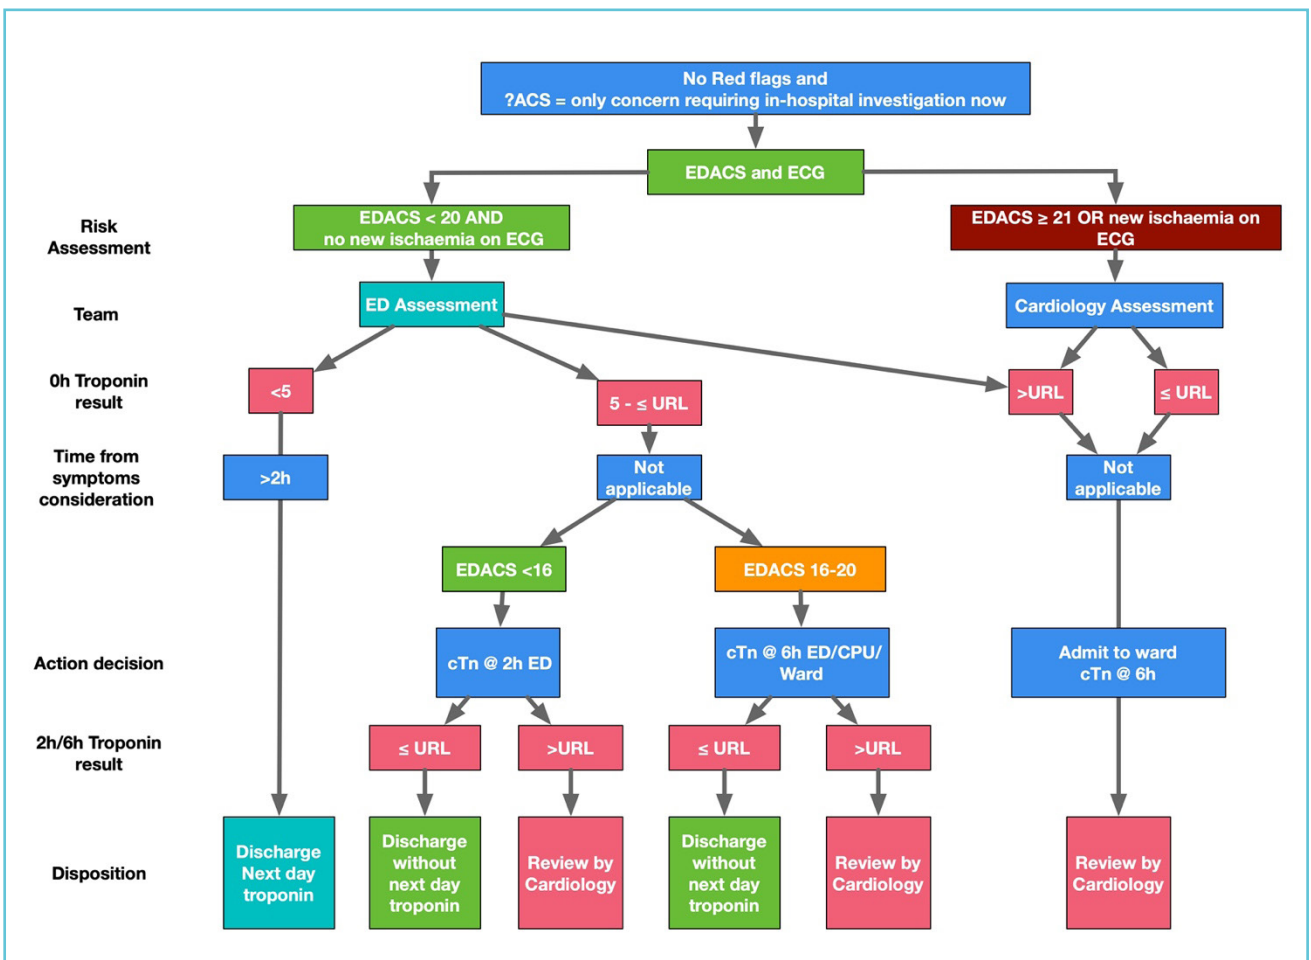 No Red flags and
?ACS = only concern requiring in-hospital investigation now
EDACS and ECG
Risk
Assessment
EDACS < 20 AND
no new ischaemia on ECG
EDACS ≥ 21 OR new ischaemia on
ECG
Team
ED Assessment
Cardiology Assessment
0h Troponin
result
<5
5 - ≤ URL
>URL
≤ URL
Time from
symptoms
consideration
>2h
Not
applicable
Not
applicable
EDACS <16
EDACS 16-20
Action decision
cTn @ 2h ED
cTn @ 6h ED/CPU/
Ward
Admit to ward
cTn @ 6h
2h/6h Troponin
result
≤ URL
>URL
≤ URL
>URL
Disposition
Discharge
Next day
troponin
Discharge
without
next day
troponin
Review by
Cardiology
Discharge
without
next day
troponin
Review by
Cardiology
Review by
Cardiology